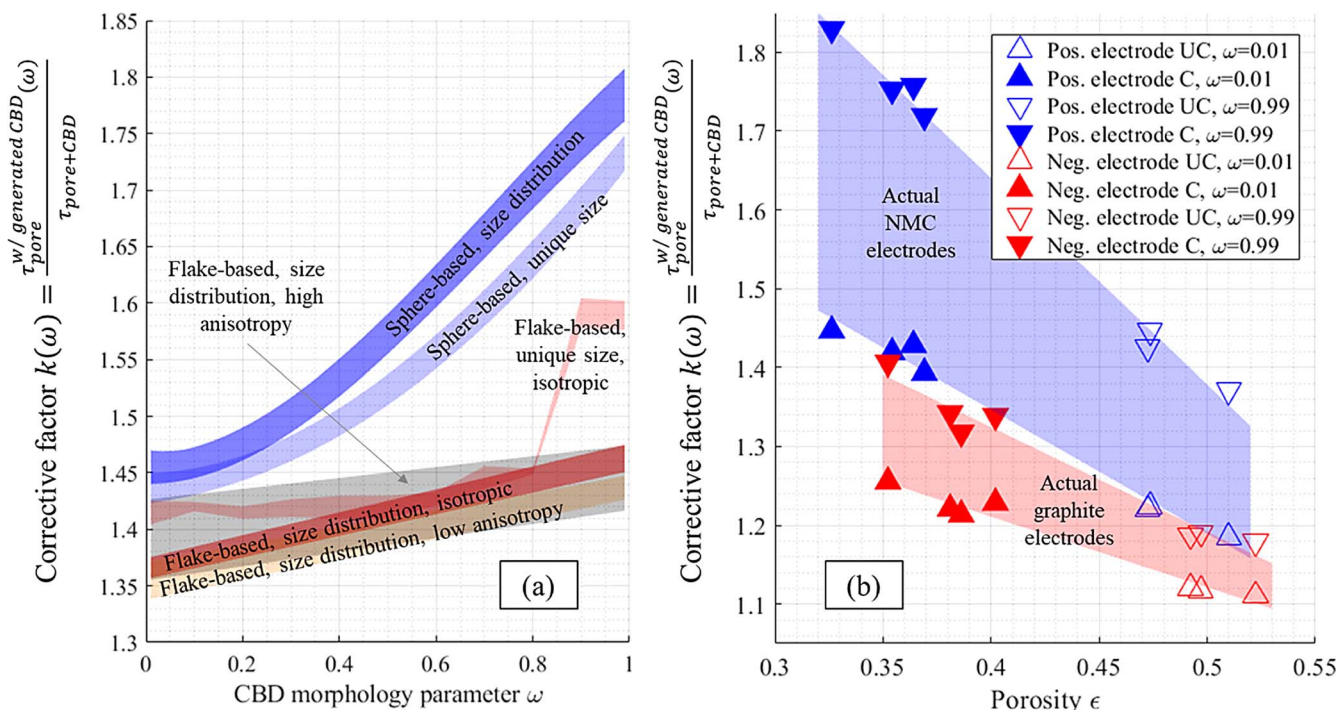 Corrective factor k(ω) = τ_pore^w/ generated CBD(ω) / τ_pore+CBD
1.85
1.8
1.75
1.7
1.65
1.6
1.55
1.5
1.45
1.4
1.35
1.3
Sphere-based, size distribution
Sphere-based, unique size
Flake-based, size
distribution, high
anisotropy
Flake-based,
unique size,
isotropic
Flake-based, size distribution, isotropic
Flake-based, size distribution, low anisotropy
(a)
0 0.2 0.4 0.6 0.8 1
CBD morphology parameter ω
Corrective factor k(ω) = τ_pore^w/ generated CBD(ω) / τ_pore+CBD
1.8
1.7
1.6
1.5
1.4
1.3
1.2
1.1
Pos. electrode UC, ω=0.01
Pos. electrode C, ω=0.01
Pos. electrode UC, ω=0.99
Pos. electrode C, ω=0.99
Neg. electrode UC, ω=0.01
Neg. electrode C, ω=0.01
Neg. electrode UC, ω=0.99
Neg. electrode C, ω=0.99
Actual
NMC
electrodes
Actual
graphite
electrodes
(b)
0.3 0.35 0.4 0.45 0.5 0.55
Porosity ϵ